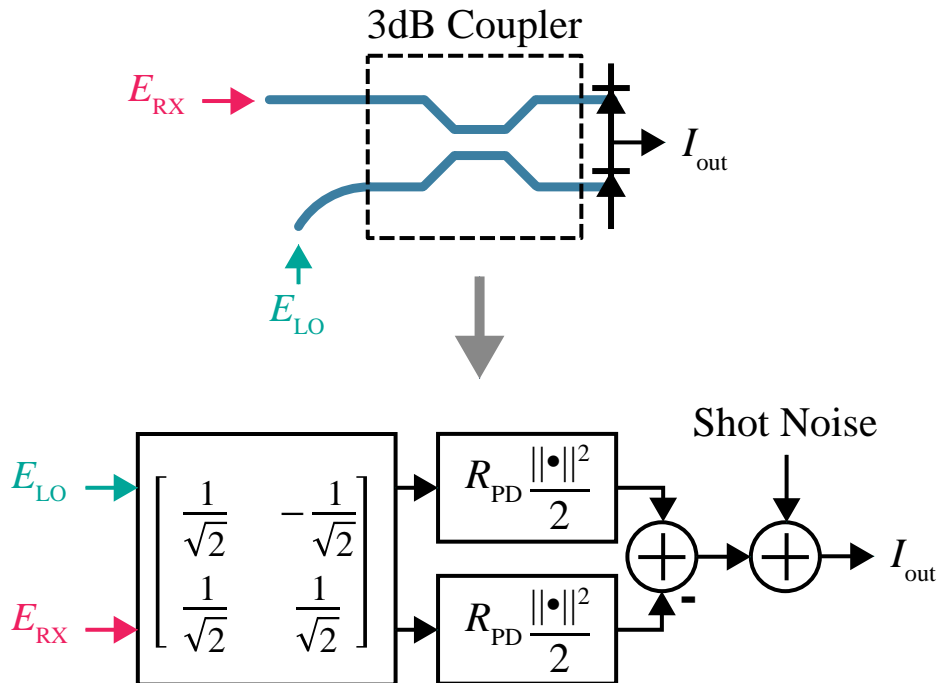 3dB Coupler
E_RX
I_out
E_LO
Shot Noise
E_LO
[ 1/√2 -1/√2 ]
R_PD ||•||²/2
+ +
I_out
-
[ 1/√2 1/√2 ]
E_RX
R_PD ||•||²/2